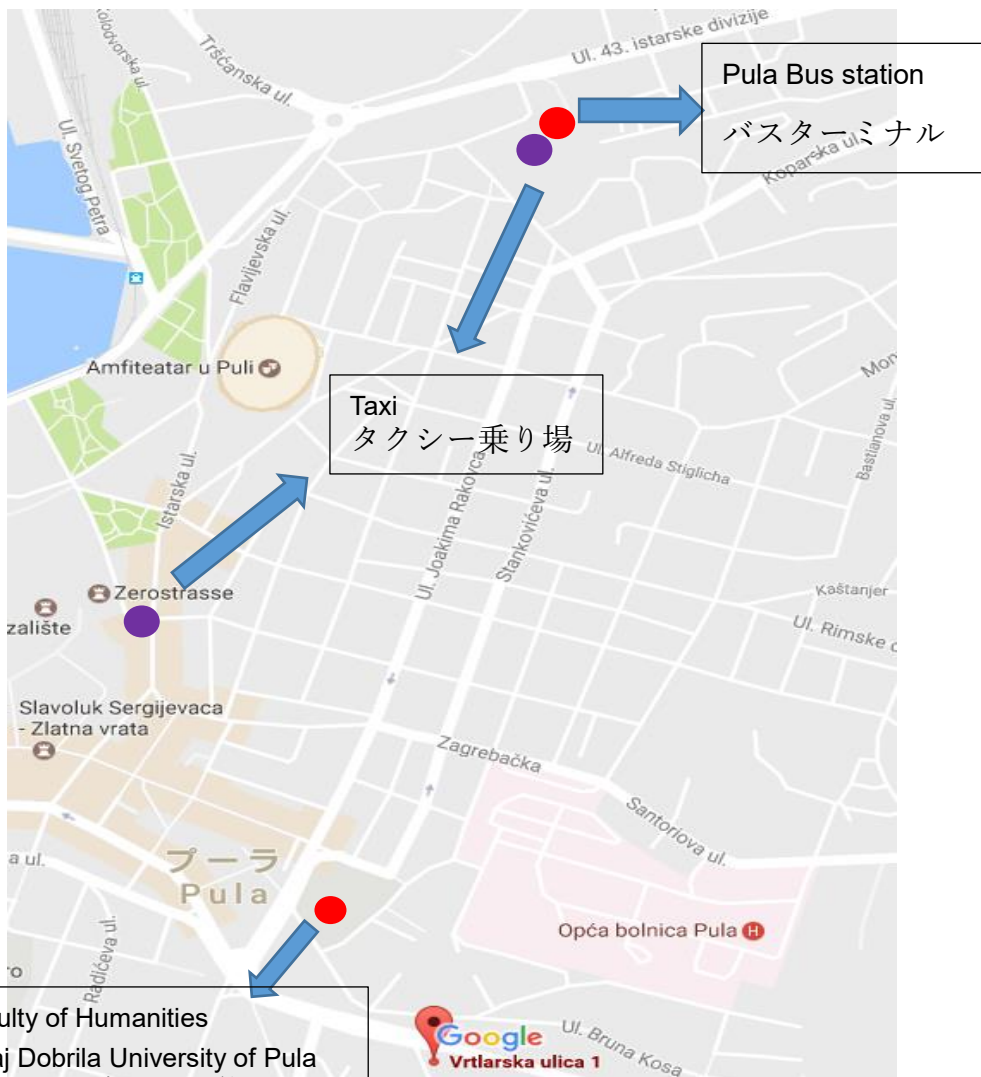 Kolodvorska ul.
Tršćanska ul.
Ul. 43. istarske divizije
Pula Bus station
バスターミナル
Ul. Svetog Petra
Koparska ul.
Flavijevska ul.
Amfiteatar u Puli
Taxi
タクシー乗り場
Mon
Bastianova ul.
Ul. Alfreda Stiglicha
Istarska ul.
Ul. Joakima Rakovca
Stankovićeva ul.
Zerostrasse
Kaštanjer
zalište
Ul. Rimske c
Slavoluk Sergijevaca
- Zlatna vrata
Zagrebačka
Santoriova ul.
プーラ
Pula
a ul.
Radićeva ul.
Opća bolnica Pula H
ro
ulty of Humanities
aj Dobrila University of Pula
Google
Vrtlarska ulica 1
Ul. Bruna Kosa